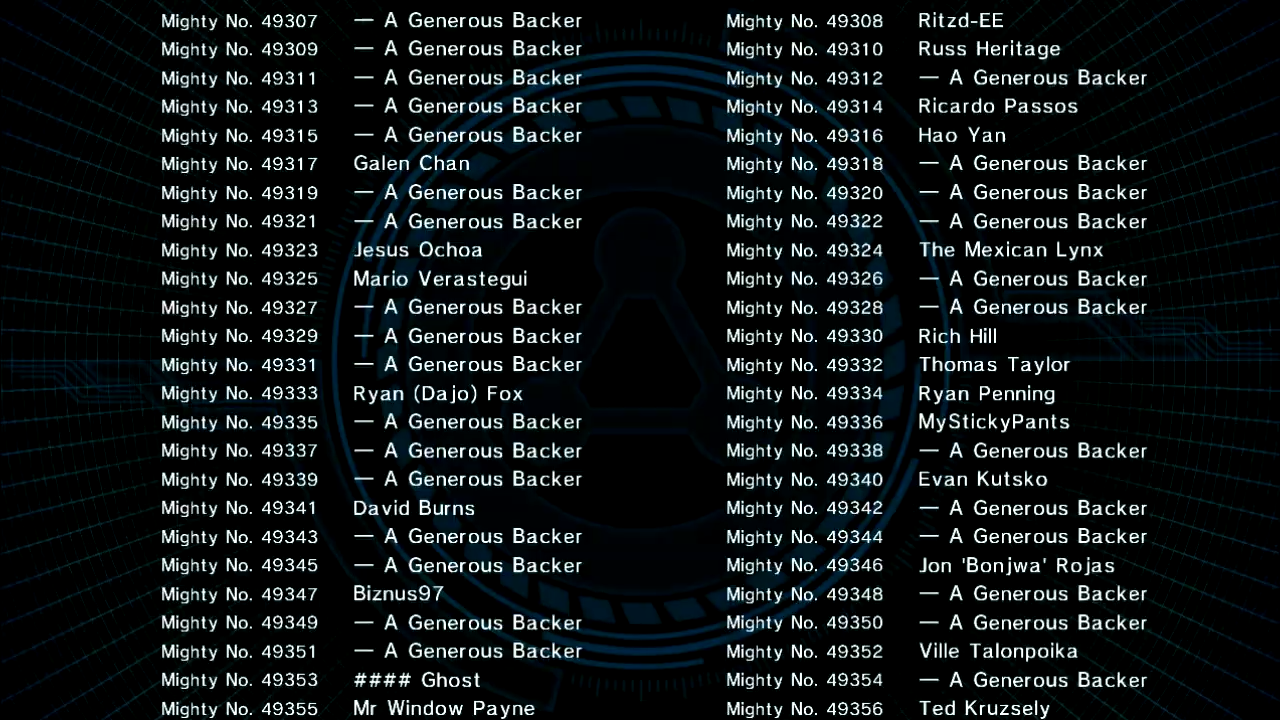 Mighty No. 49307 — A Generous Backer Mighty No. 49308 Ritzd-EE
Mighty No. 49309 — A Generous Backer Mighty No. 49310 Russ Heritage
Mighty No. 49311 — A Generous Backer Mighty No. 49312 — A Generous Backer
Mighty No. 49313 — A Generous Backer Mighty No. 49314 Ricardo Passos
Mighty No. 49315 — A Generous Backer Mighty No. 49316 Hao Yan
Mighty No. 49317 Galen Chan Mighty No. 49318 — A Generous Backer
Mighty No. 49319 — A Generous Backer Mighty No. 49320 — A Generous Backer
Mighty No. 49321 — A Generous Backer Mighty No. 49322 — A Generous Backer
Mighty No. 49323 Jesus Ochoa Mighty No. 49324 The Mexican Lynx
Mighty No. 49325 Mario Verastegui Mighty No. 49326 — A Generous Backer
Mighty No. 49327 — A Generous Backer Mighty No. 49328 — A Generous Backer
Mighty No. 49329 — A Generous Backer Mighty No. 49330 Rich Hill
Mighty No. 49331 — A Generous Backer Mighty No. 49332 Thomas Taylor
Mighty No. 49333 Ryan (Dajo) Fox Mighty No. 49334 Ryan Penning
Mighty No. 49335 — A Generous Backer Mighty No. 49336 MyStickyPants
Mighty No. 49337 — A Generous Backer Mighty No. 49338 — A Generous Backer
Mighty No. 49339 — A Generous Backer Mighty No. 49340 Evan Kutsko
Mighty No. 49341 David Burns Mighty No. 49342 — A Generous Backer
Mighty No. 49343 — A Generous Backer Mighty No. 49344 — A Generous Backer
Mighty No. 49345 — A Generous Backer Mighty No. 49346 Jon 'Bonjwa' Rojas
Mighty No. 49347 Biznus97 Mighty No. 49348 — A Generous Backer
Mighty No. 49349 — A Generous Backer Mighty No. 49350 — A Generous Backer
Mighty No. 49351 — A Generous Backer Mighty No. 49352 Ville Talonpoika
Mighty No. 49353 #### Ghost Mighty No. 49354 — A Generous Backer
Mighty No. 49355 Mr Window Payne Mighty No. 49356 Ted Kruzsely